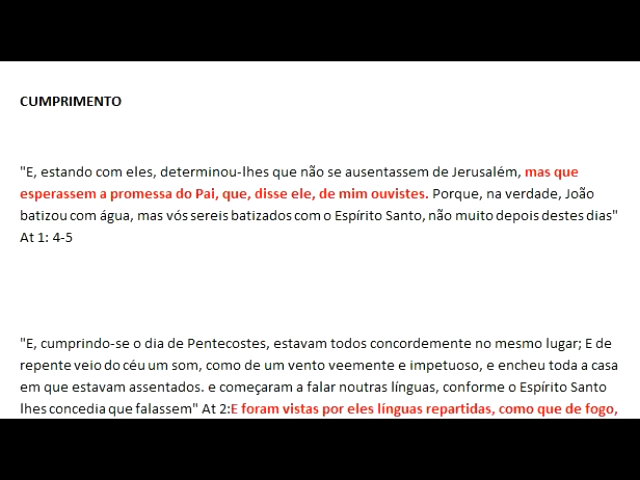 CUMPRIMENTO
"E, estando com eles, determinou-lhes que não se ausentassem de Jerusalém, mas que
esperassem a promessa do Pai, que, disse ele, de mim ouvistes. Porque, na verdade, João
batizou com água, mas vós sereis batizados com o Espírito Santo, não muito depois destes dias"
At 1: 4-5
"E, cumprindo-se o dia de Pentecostes, estavam todos concordemente no mesmo lugar; E de
repente veio do céu um som, como de um vento veemente e impetuoso, e encheu toda a casa
em que estavam assentados. e começaram a falar noutras línguas, conforme o Espírito Santo
lhes concedia que falassem" At 2:E foram vistas por eles línguas repartidas, como que de fogo,